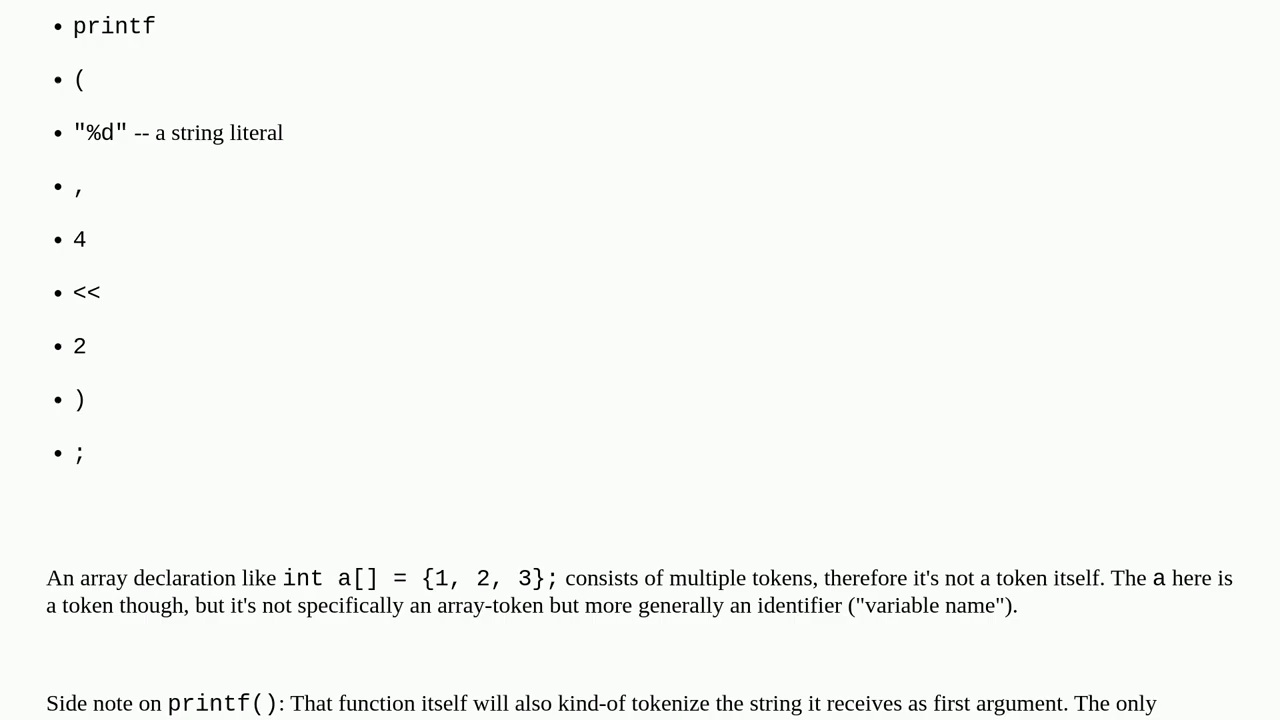 • printf
• (
• "%d" -- a string literal
• ,
• 4
• <<
• 2
• )
• ;
An array declaration like int a[] = {1, 2, 3}; consists of multiple tokens, therefore it's not a token itself. The a here is
a token though, but it's not specifically an array-token but more generally an identifier ("variable name").
Side note on printf(): That function itself will also kind-of tokenize the string it receives as first argument. The only